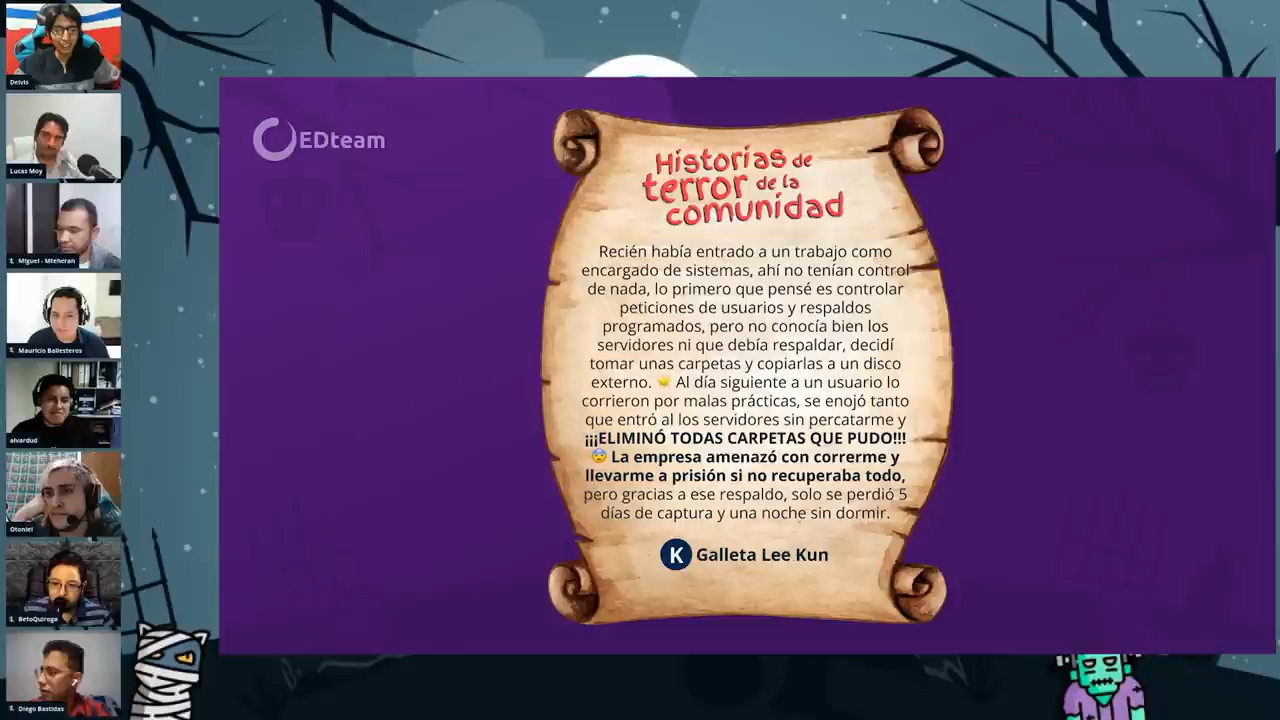 Deivis
Lucas Moy
Miguel - Mteheran
Mauricio Ballesteros
alvardud
Otoniel
BetoQuiroga
Diego Bastidas
EDteam
Historias de
terror de la
comunidad
Recién había entrado a un trabajo como
encargado de sistemas, ahí no tenían control
de nada, lo primero que pensé es controlar
peticiones de usuarios y respaldos
programados, pero no conocía bien los
servidores ni que debía respaldar, decidí
tomar unas carpetas y copiarlas a un disco
externo. Al día siguiente a un usuario lo
corrieron por malas prácticas, se enojó tanto
que entró al los servidores sin percatarme y
¡¡¡ELIMINÓ TODAS CARPETAS QUE PUDO!!!
😨 La empresa amenazó con correrme y
llevarme a prisión si no recuperaba todo,
pero gracias a ese respaldo, solo se perdió 5
días de captura y una noche sin dormir.
K Galleta Lee Kun